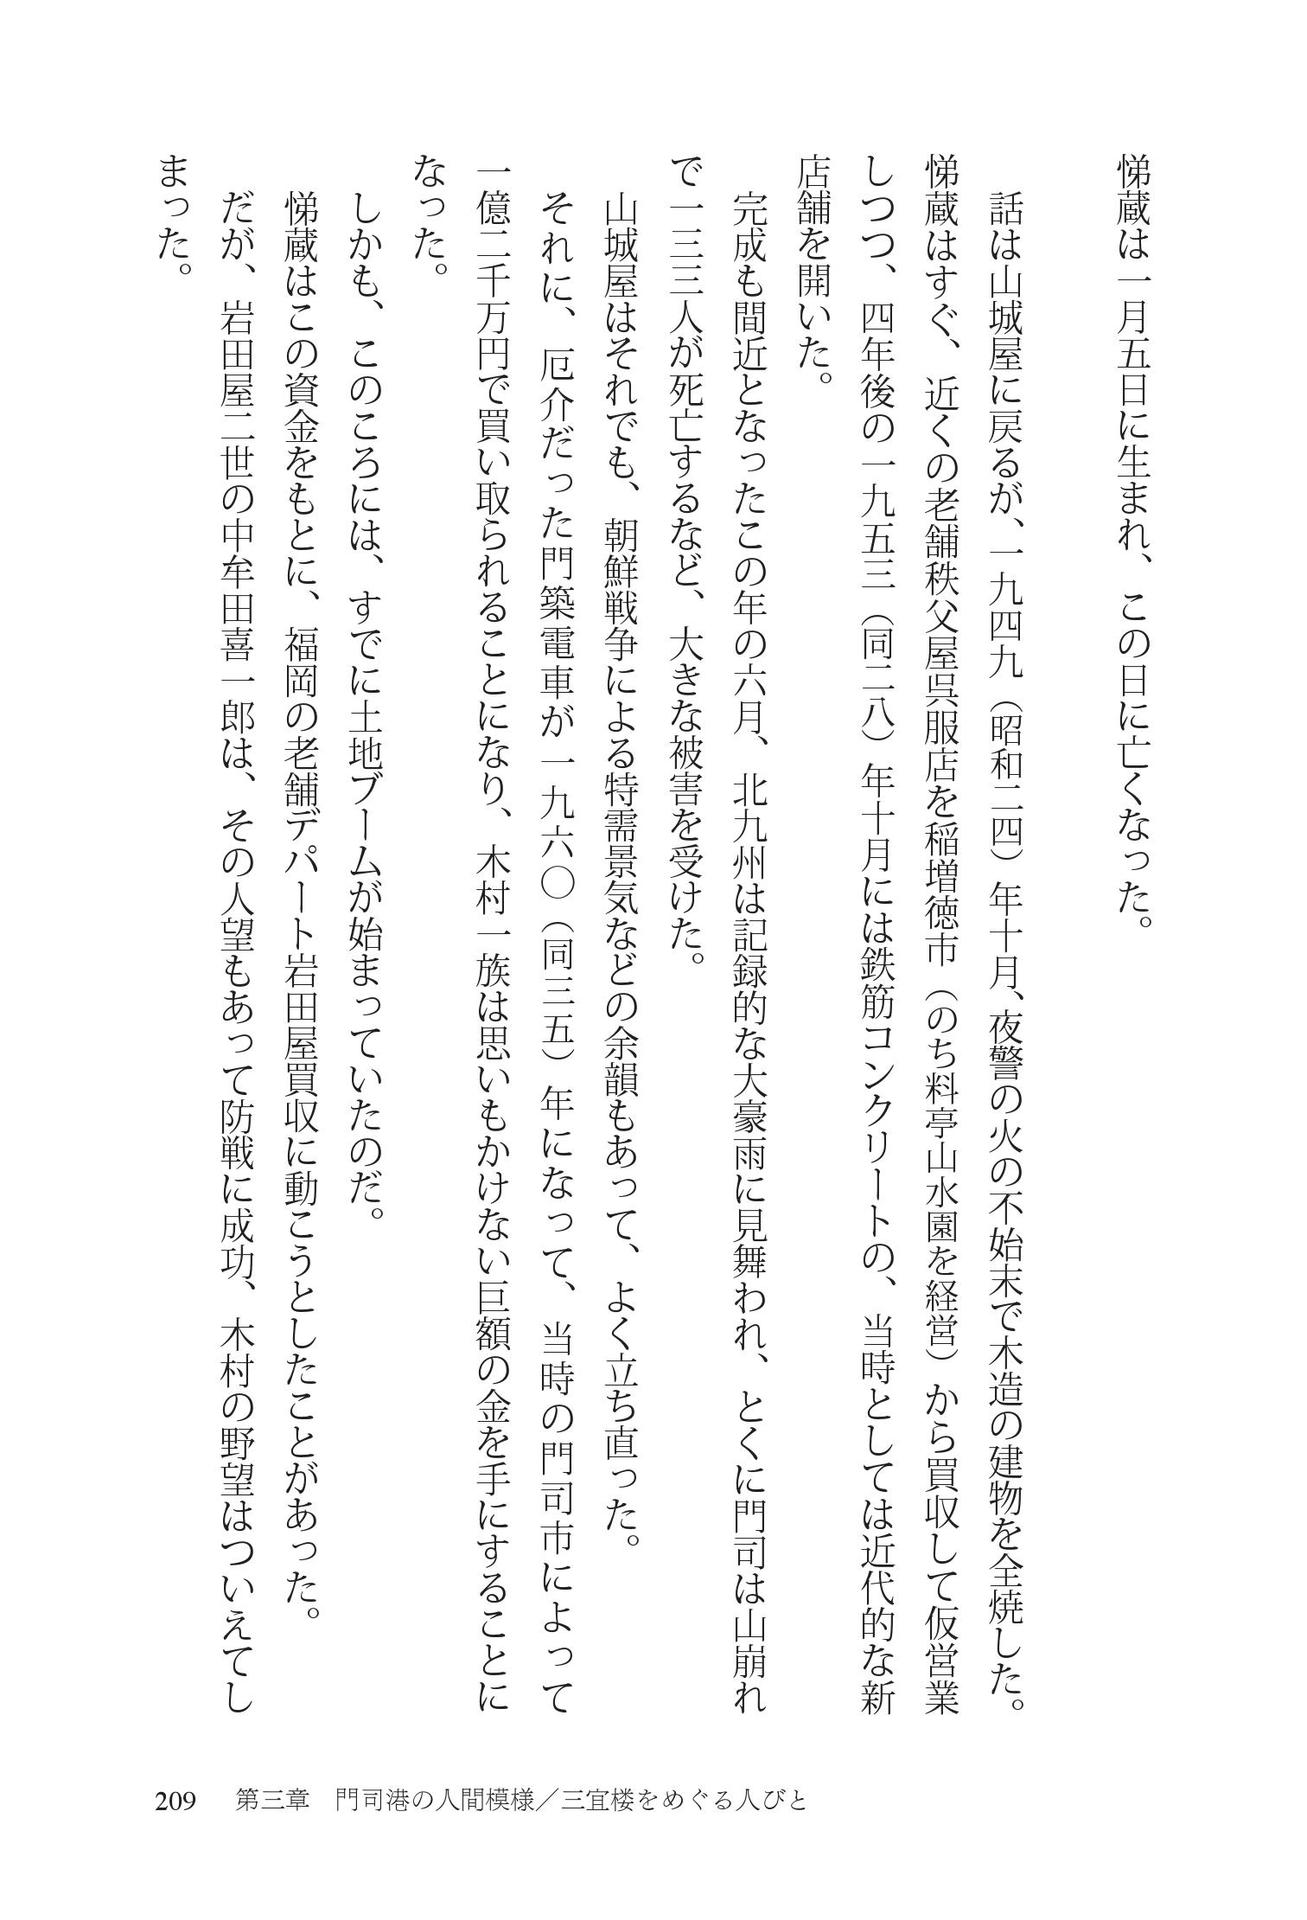 悌蔵は一月五日に生まれ、この日に亡くなった。
　話は山城屋に戻るが、一九四九（昭和二四）年十月、夜警の火の不始末で木造の建物を全焼した。
悌蔵はすぐ、近くの老舗秩父屋呉服店を稲増徳市（のち料亭山水園を経営）から買収して仮営業
しつつ、四年後の一九五三（同二八）年十月には鉄筋コンクリートの、当時としては近代的な新
店舗を開いた。
　完成も間近となったこの年の六月、北九州は記録的な大豪雨に見舞われ、とくに門司は山崩れ
で一三三人が死亡するなど、大きな被害を受けた。
　山城屋はそれでも、朝鮮戦争による特需景気などの余韻もあって、よく立ち直った。
　それに、厄介だった門築電車が一九六〇（同三五）年になって、当時の門司市によって
一億二千万円で買い取られることになり、木村一族は思いもかけない巨額の金を手にすることに
なった。
　しかも、このころには、すでに土地ブームが始まっていたのだ。
　悌蔵はこの資金をもとに、福岡の老舗デパート岩田屋買収に動こうとしたことがあった。
　だが、岩田屋二世の中牟田喜一郎は、その人望もあって防戦に成功、木村の野望はついえてし
まった。
209　第三章　門司港の人間模様／三宜楼をめぐる人びと